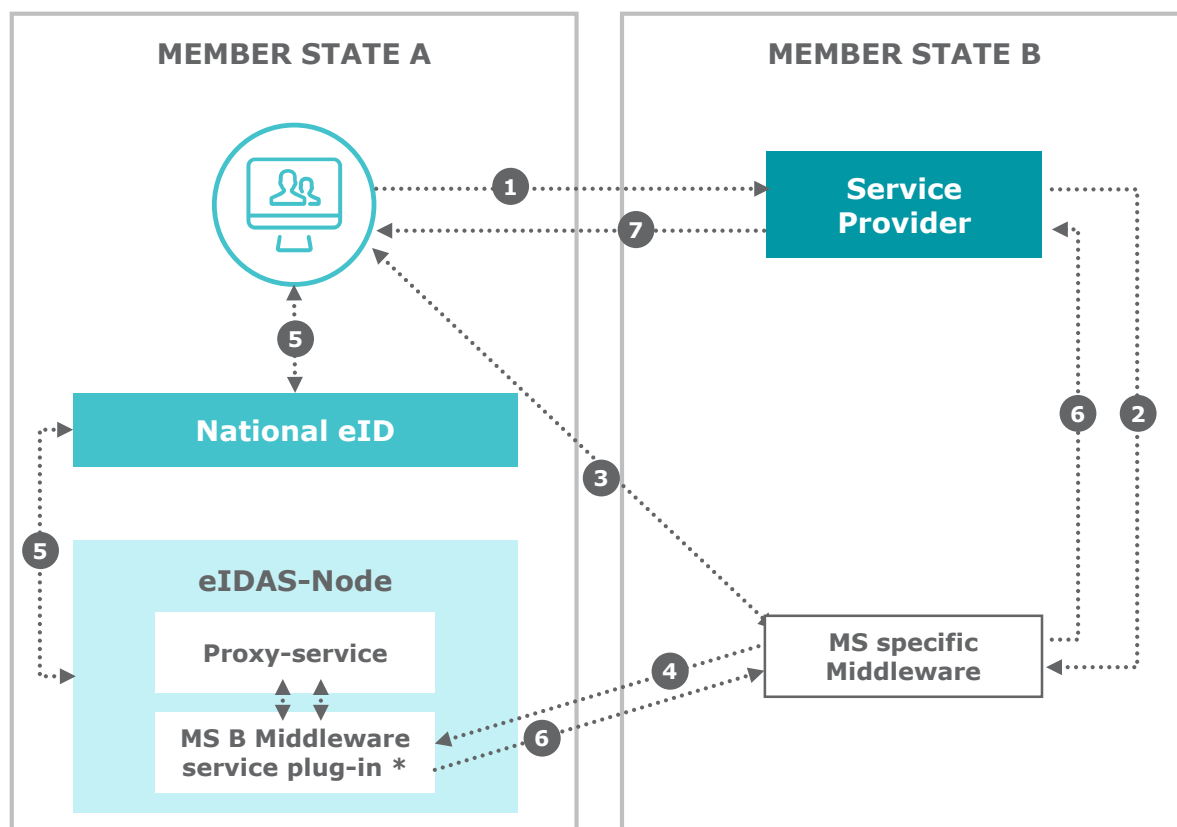 MEMBER STATE A
MEMBER STATE B
1
Service
Provider
7
5
National eID
6
2
3
5
eIDAS-Node
Proxy-service
MS specific
Middleware
4
MS B Middleware
service plug-in *
6